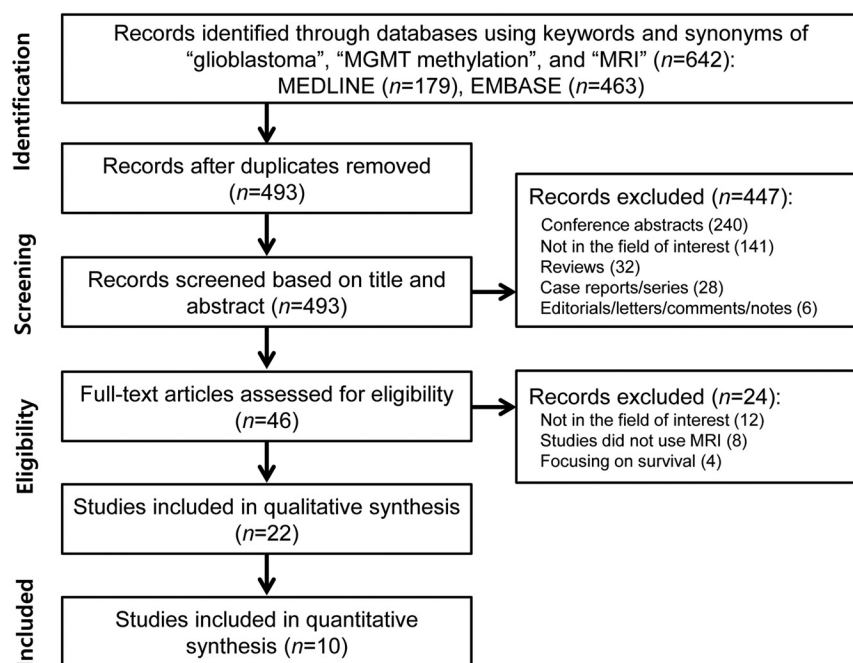 Identification
Records identified through databases using keywords and synonyms of
“glioblastoma”, “MGMT methylation”, and “MRI” (n=642):
MEDLINE (n=179), EMBASE (n=463)
Records after duplicates removed
(n=493)
Screening
Records screened based on title and
abstract (n=493)
Records excluded (n=447):
Conference abstracts (240)
Not in the field of interest (141)
Reviews (32)
Case reports/series (28)
Editorials/letters/comments/notes (6)
Eligibility
Full-text articles assessed for eligibility
(n=46)
Records excluded (n=24):
Not in the field of interest (12)
Studies did not use MRI (8)
Focusing on survival (4)
Studies included in qualitative synthesis
(n=22)
ncluded
Studies included in quantitative
synthesis (n=10)